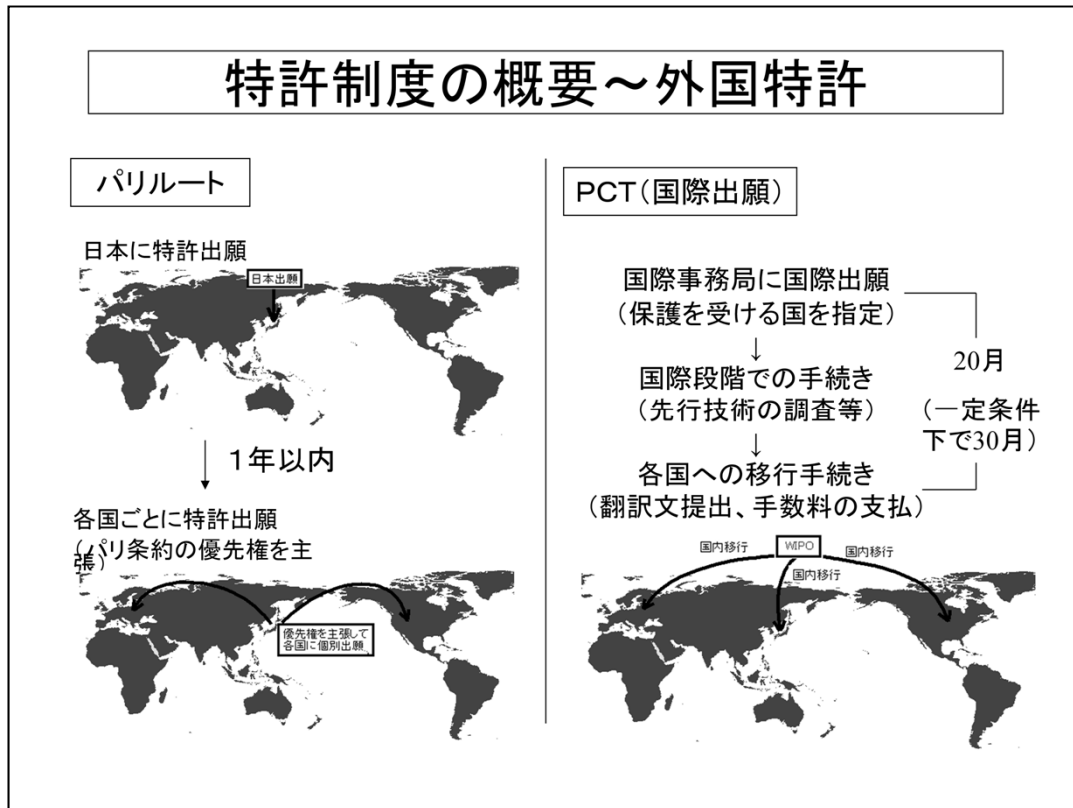 特許制度の概要～外国特許
パリルート
日本に特許出願
日本出願
↓ 1年以内
各国ごとに特許出願
(パリ条約の優先権を主
張)
優先権を主張して
各国に個別出願
PCT(国際出願)
国際事務局に国際出願
(保護を受ける国を指定)
↓
国際段階での手続き
(先行技術の調査等)
↓
各国への移行手続き
(翻訳文提出、手数料の支払)
20月
(一定条件
下で30月)
WIPO
国内移行
国内移行
国内移行